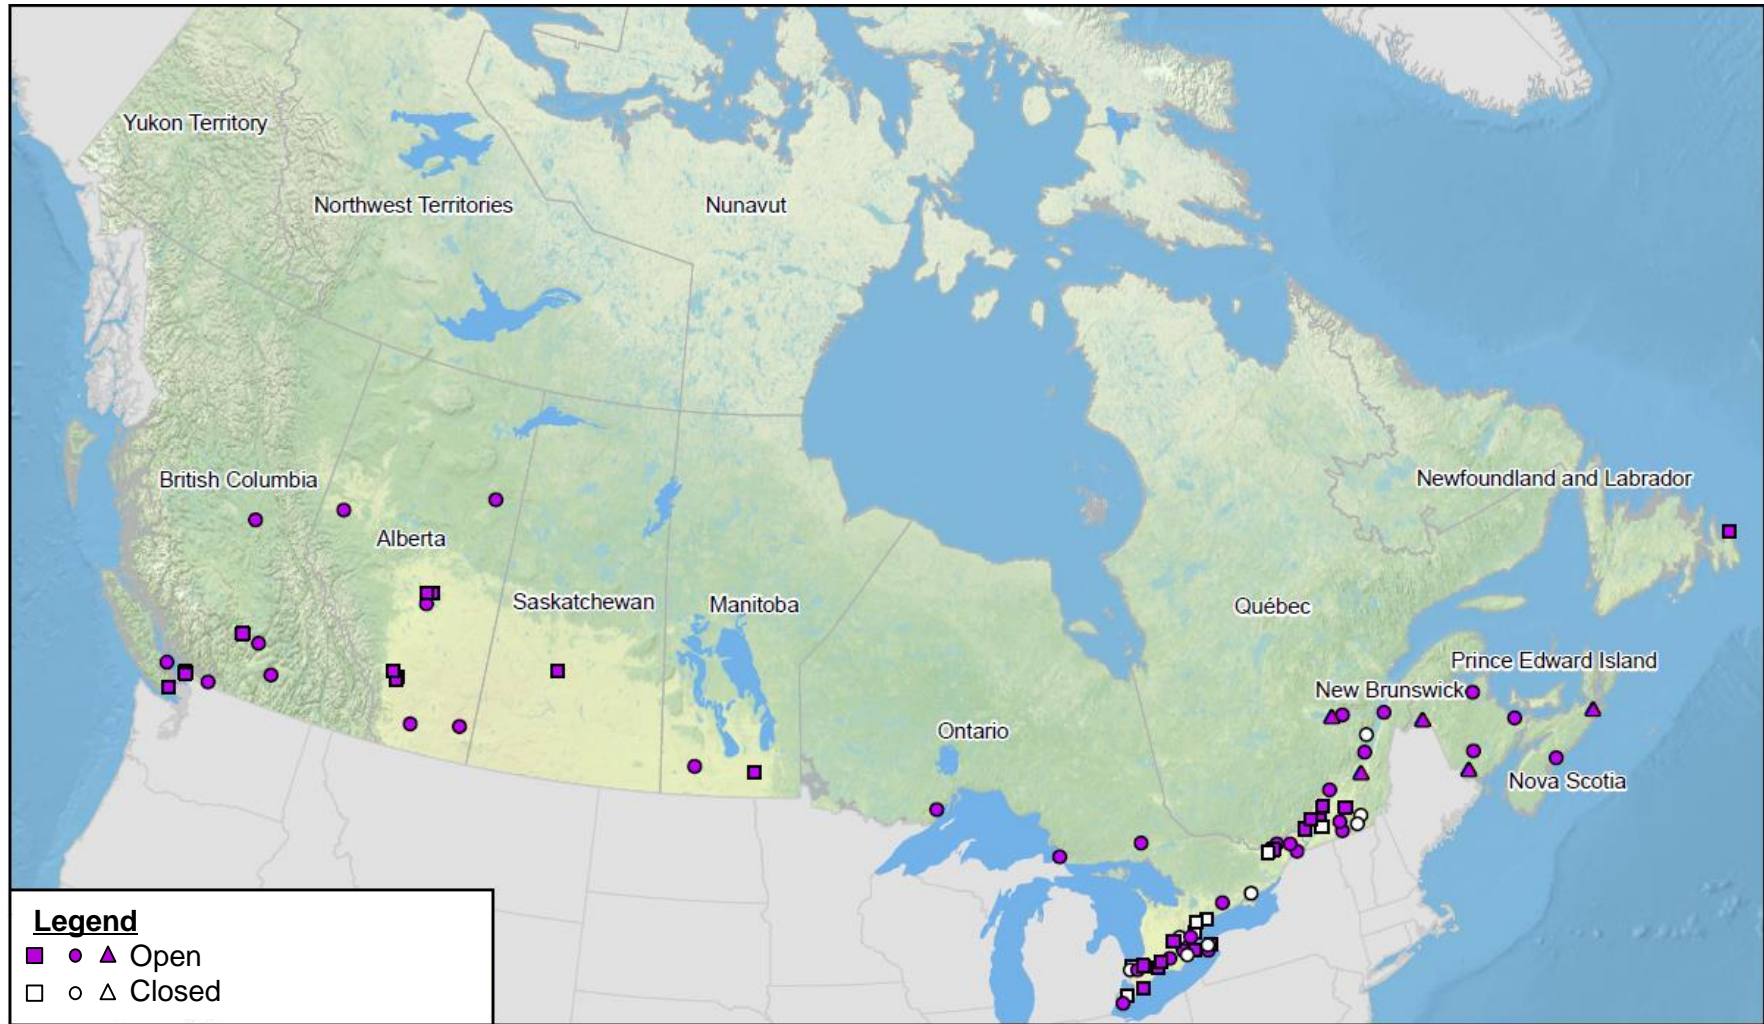 Yukon Territory
Northwest Territories
Nunavut
British Columbia
Newfoundland and Labrador
Alberta
Saskatchewan
Manitoba
Québec
Prince Edward Island
New Brunswick
Ontario
Nova Scotia
Legend
Open
Closed